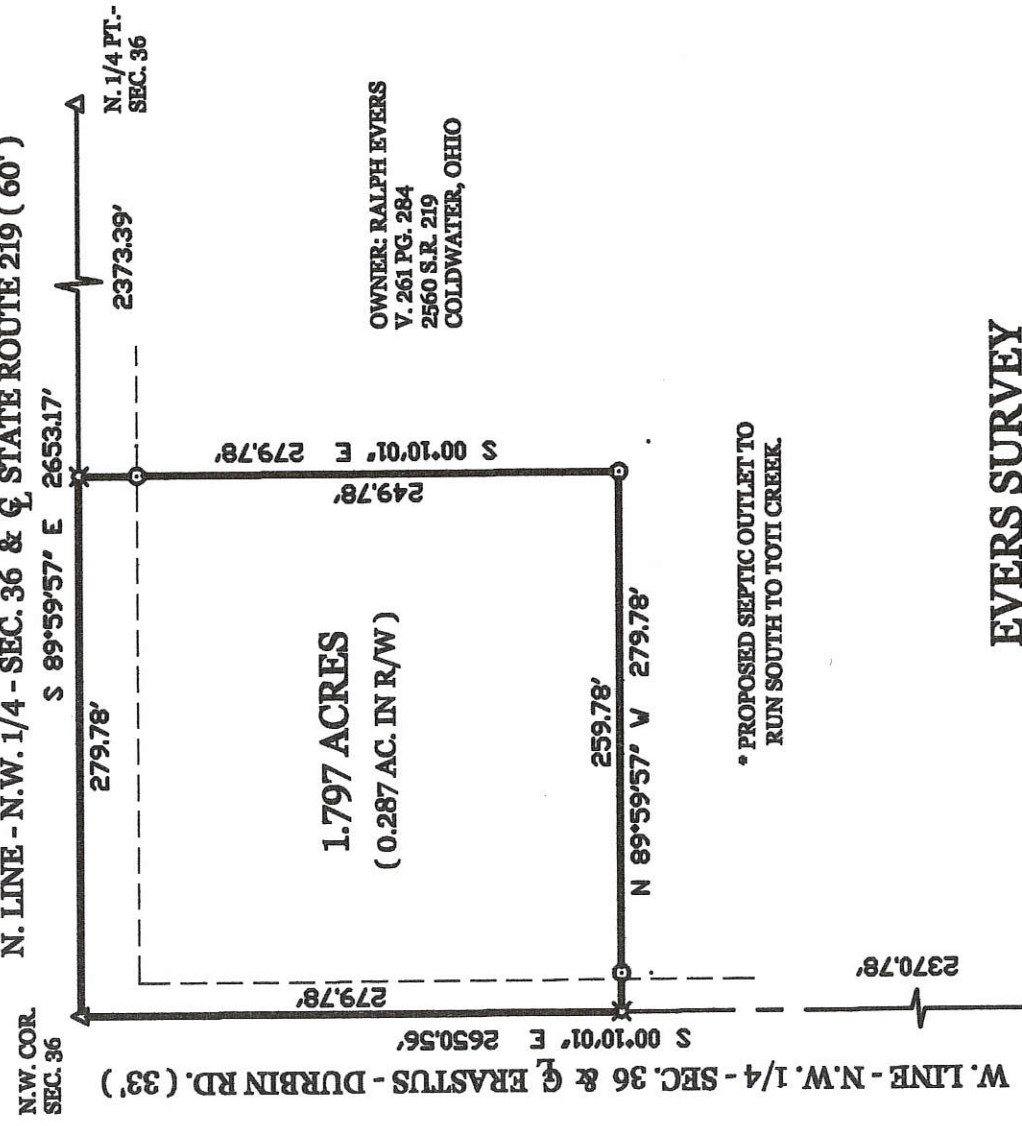 N. LINE - N.W. 1/4 - SEC. 36 & ℄ STATE ROUTE 219 ( 60' )
N.W. COR.
SEC. 36
S 89°59'57" E 2653.17'
279.78'
2373.39'
N. 1/4 PT.-
SEC. 36
OWNER: RALPH EVERS
V. 261 PG. 284
2560 S.R. 219
COLDWATER, OHIO
S 00°10'01" E 279.78'
249.78'
1.797 ACRES
( 0.287 AC. IN R/W )
279.78'
S 00°10'01" E 2650.56'
W. LINE - N.W. 1/4 - SEC. 36 & ℄ ERASTUS - DURBIN RD. ( 33' )
259.78'
N 89°59'57" W 279.78'
* PROPOSED SEPTIC OUTLET TO
RUN SOUTH TO TOTI CREEK.
2370.78'
EVERS SURVEY